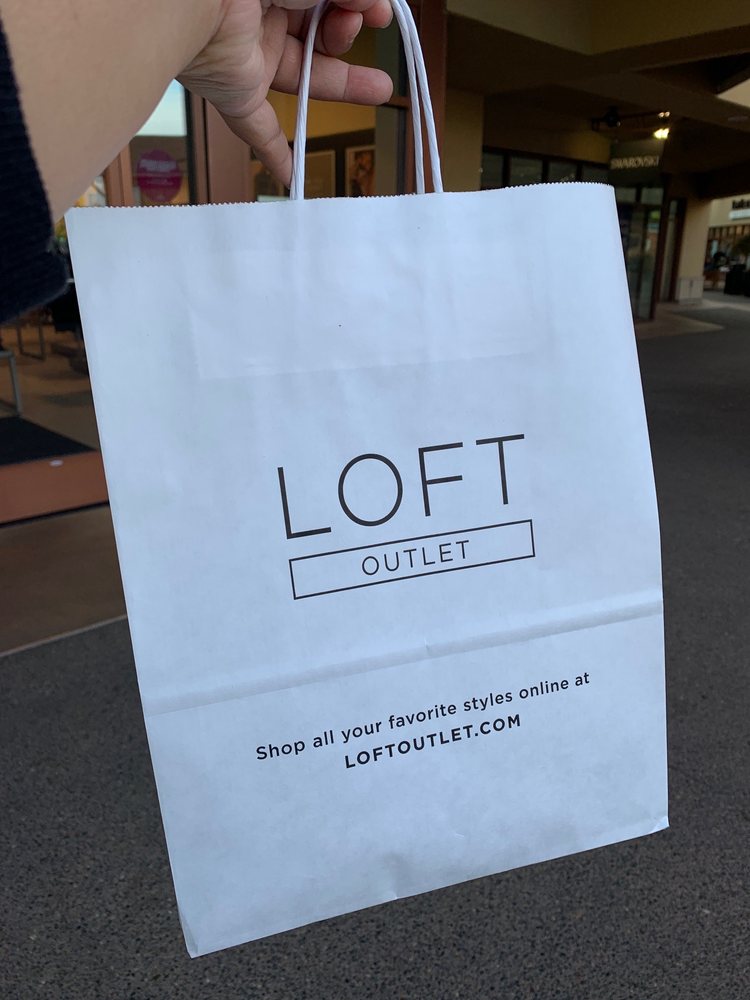 SWAROVSKI
LOFT
OUTLET
Shop all your favorite styles online at
LOFTOUTLET.COM